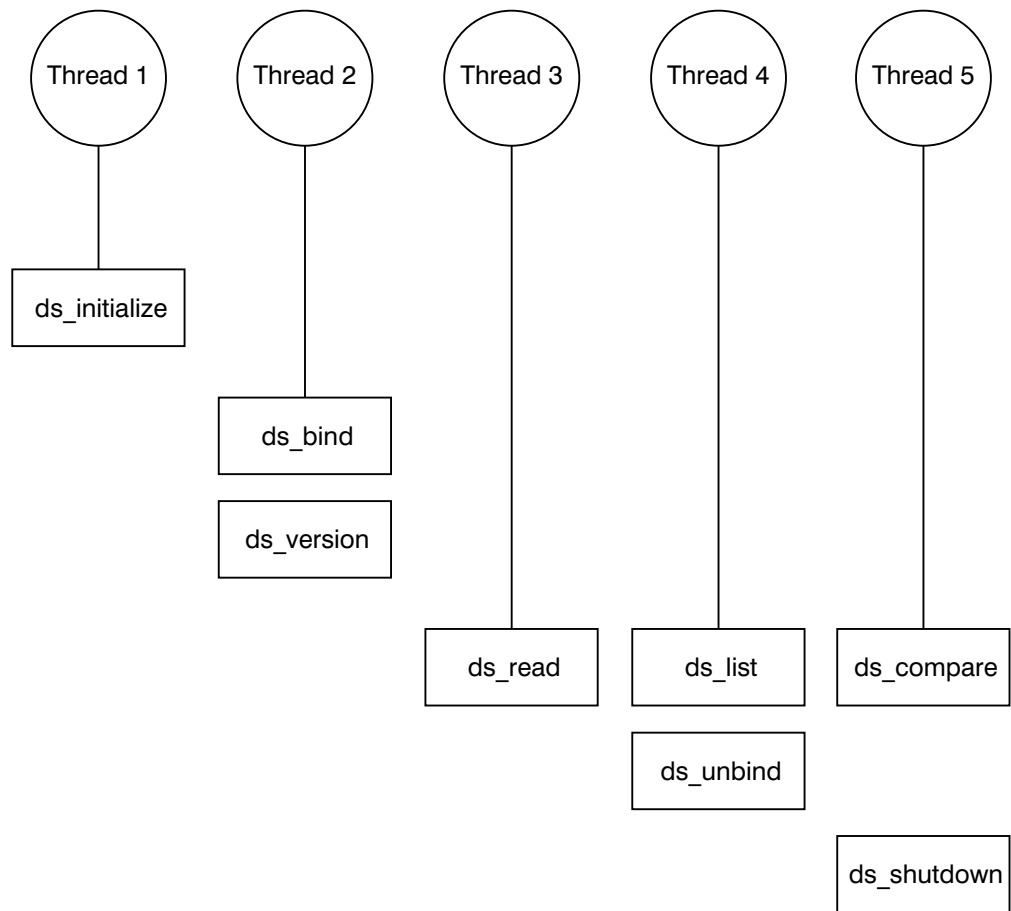 Thread 1
Thread 2
Thread 3
Thread 4
Thread 5
ds_initialize
ds_bind
ds_version
ds_read
ds_list
ds_compare
ds_unbind
ds_shutdown